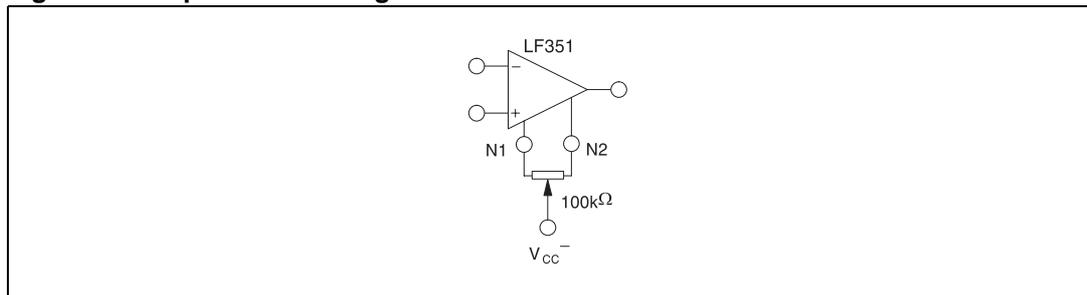 LF351
−
+
N1 N2
100kΩ
VCC−